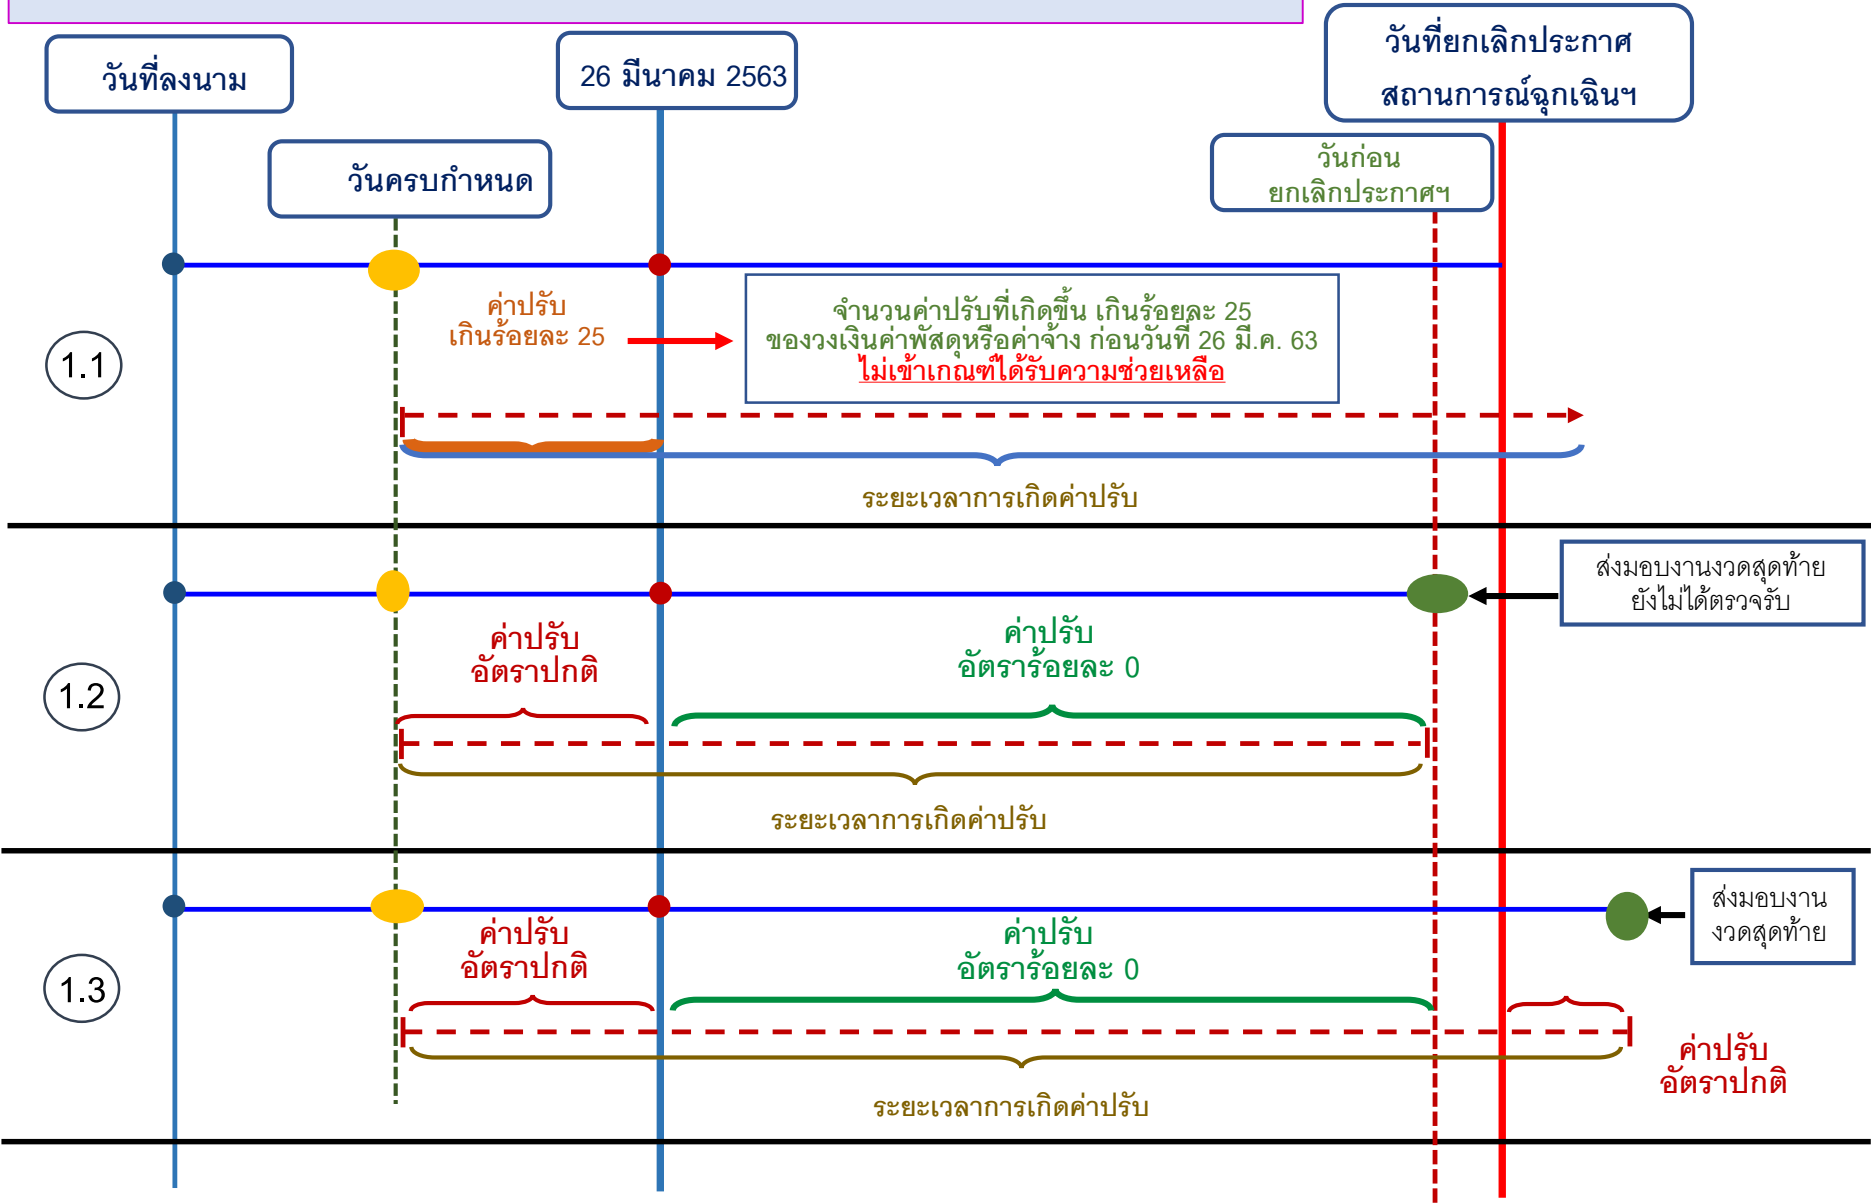 วันที่ลงนาม
26 มีนาคม 2563
วันที่ยกเลิกประกาศ
สถานการณ์ฉุกเฉินฯ
วันครบกำหนด
วันก่อน
ยกเลิกประกาศฯ
1.1
ค่าปรับ
เกินร้อยละ 25
จำนวนค่าปรับที่เกิดขึ้น เกินร้อยละ 25
ของวงเงินค่าพัสดุหรือค่าจ้าง ก่อนวันที่ 26 มี.ค. 63
ไม่เข้าเกณฑ์ได้รับความช่วยเหลือ
ระยะเวลาการเกิดค่าปรับ
1.2
ส่งมอบงานงวดสุดท้าย
ยังไม่ได้ตรวจรับ
ค่าปรับ
อัตราปกติ
ค่าปรับ
อัตราร้อยละ 0
ระยะเวลาการเกิดค่าปรับ
1.3
ส่งมอบงาน
งวดสุดท้าย
ค่าปรับ
อัตราปกติ
ค่าปรับ
อัตราร้อยละ 0
ค่าปรับ
อัตราปกติ
ระยะเวลาการเกิดค่าปรับ